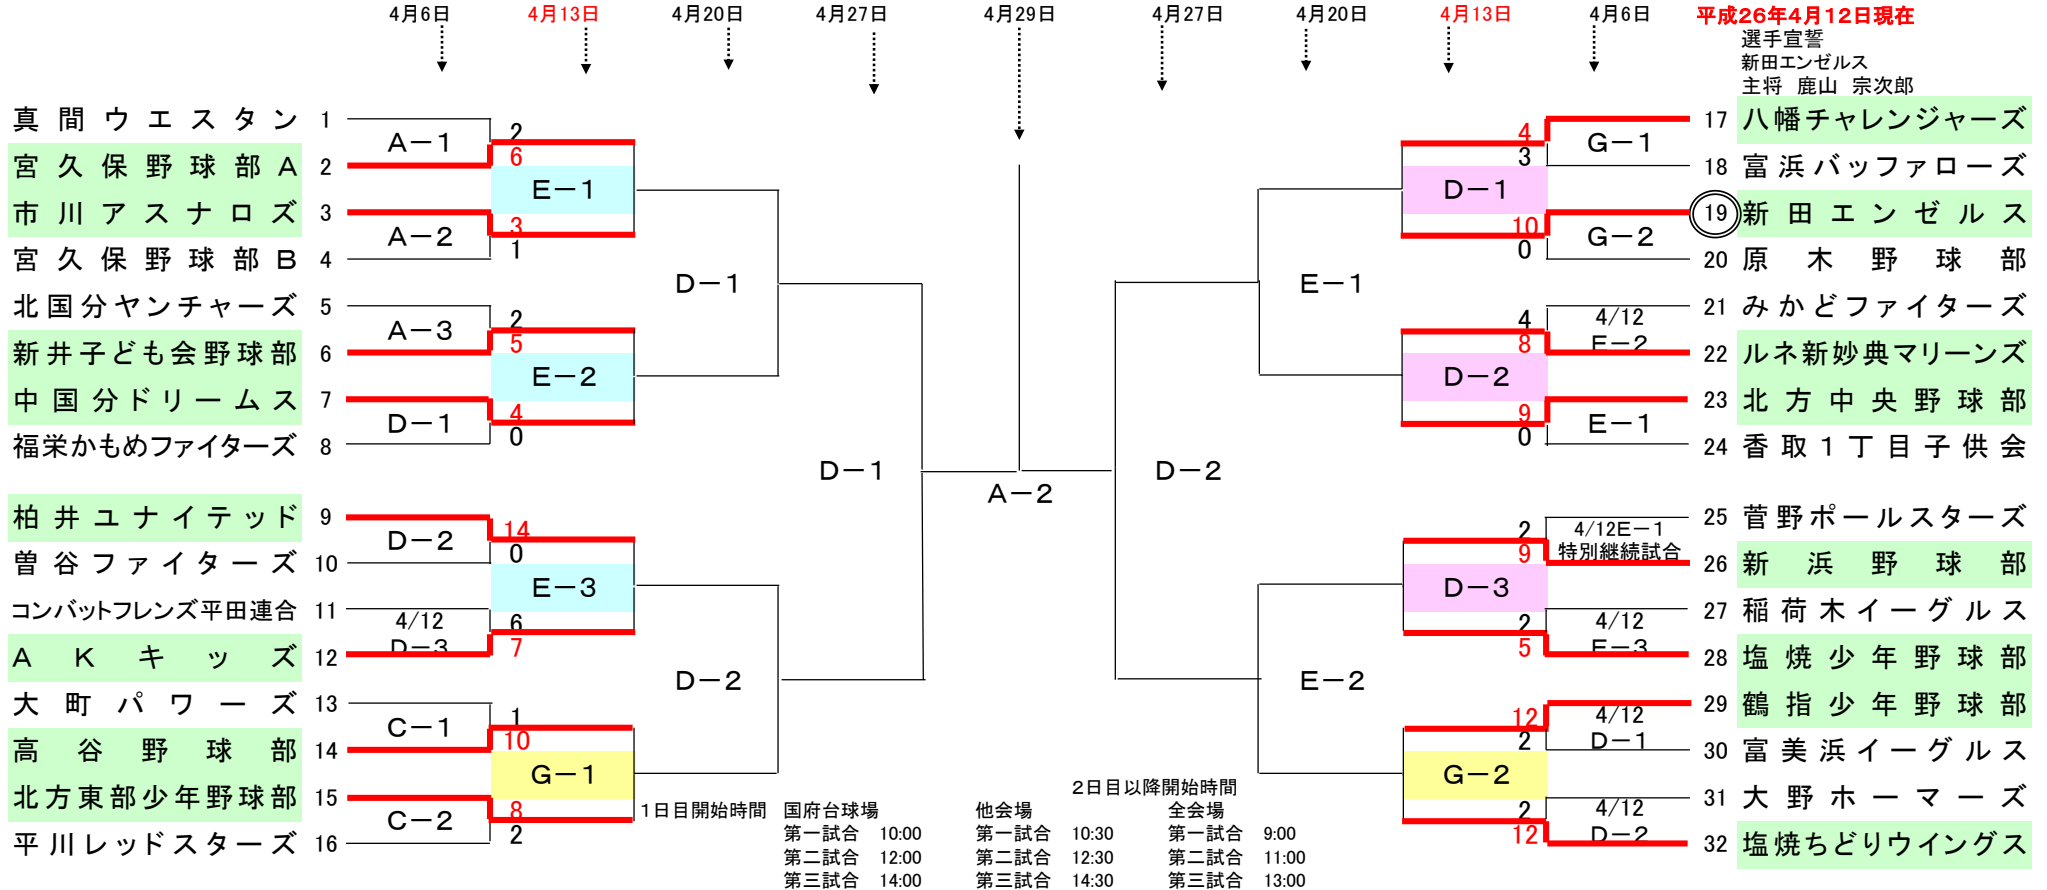 4月6日 4月13日 4月20日 4月27日 4月29日 4月27日 4月20日 4月13日 4月6日 平成26年4月12日現在
選手宣誓
新田エンゼルス
主将 鹿山 宗次郎
真間ウエスタン 1
A－1
2
宮久保野球部A 2
6
E－1
市川アスナロズ 3
A－2
3
宮久保野球部B 4
1
D－1
北国分ヤンチャーズ 5
A－3
2
新井子ども会野球部 6
5
E－2
中国分ドリームス 7
D－1
4
福栄かもめファイターズ 8
0
D－1
柏井ユナイテッド 9
D－2
14
曽谷ファイターズ 10
0
E－3
コンバットフレンズ平田連合 11
4/12
D－3
6
AKキッズ 12
7
D－2
大町パワーズ 13
C－1
1
高谷野球部 14
10
G－1
北方東部少年野球部 15
C－2
8
平川レッドスターズ 16
2
A－2
17 八幡チャレンジャーズ
G－1
4
18 富浜バッファローズ
3
D－1
19 新田エンゼルス
G－2
10
20 原木野球部
0
E－1
21 みかどファイターズ
4/12
E－2
4
22 ルネ新妙典マリーンズ
8
D－2
23 北方中央野球部
E－1
9
24 香取1丁目子供会
0
D－2
25 菅野ポールスターズ
4/12E－1
特別継続試合
2
26 新浜野球部
9
D－3
27 稲荷木イーグルス
4/12
E－3
2
28 塩焼少年野球部
5
E－2
29 鶴指少年野球部
4/12
D－1
12
30 富美浜イーグルス
2
G－2
31 大野ホーマーズ
4/12
D－2
2
32 塩焼ちどりウイングス
12
2日目以降開始時間
1日目開始時間 国府台球場 他会場 全会場
第一試合 10:00 第一試合 10:30 第一試合 9:00
第二試合 12:00 第二試合 12:30 第二試合 11:00
第三試合 14:00 第三試合 14:30 第三試合 13:00